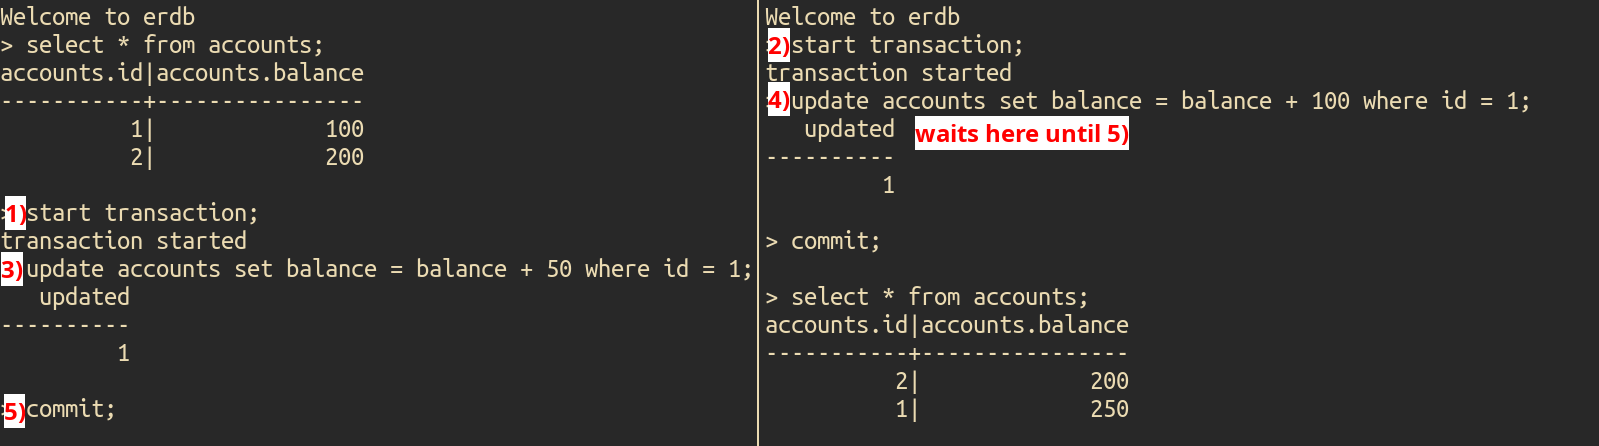 Welcome to erdb
> select * from accounts;
accounts.id|accounts.balance
-----------+----------------
          1|             100
          2|             200
1) start transaction;
transaction started
3) update accounts set balance = balance + 50 where id = 1;
   updated
----------
         1
5) commit;
Welcome to erdb
2) start transaction;
transaction started
4) update accounts set balance = balance + 100 where id = 1;
   updated waits here until 5)
----------
         1
> commit;
> select * from accounts;
accounts.id|accounts.balance
-----------+----------------
          2|             200
          1|             250